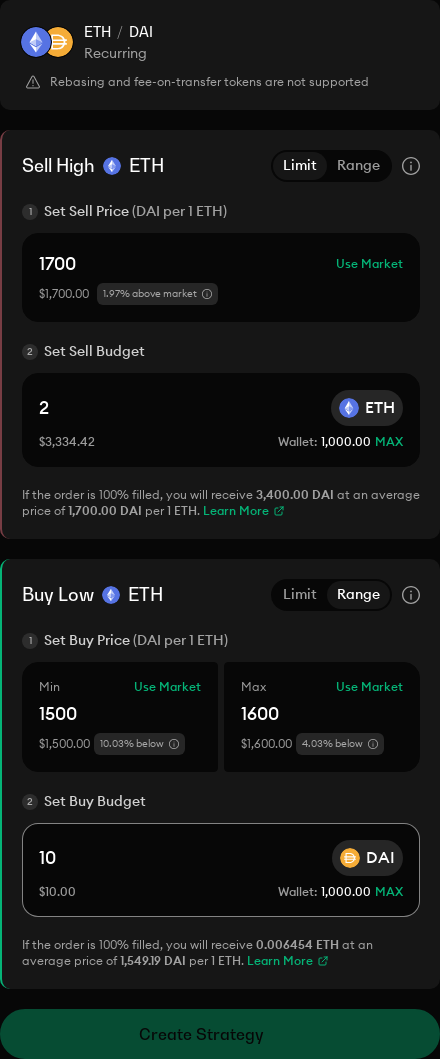 ETH / DAI
Recurring
Rebasing and fee-on-transfer tokens are not supported
Sell High ETH Limit Range
1 Set Sell Price (DAI per 1 ETH)
1700 Use Market
$1,700.00 1.97% above market
2 Set Sell Budget
2 ETH
$3,334.42 Wallet: 1,000.00 MAX
If the order is 100% filled, you will receive 3,400.00 DAI at an average
price of 1,700.00 DAI per 1 ETH. Learn More
Buy Low ETH Limit Range
1 Set Buy Price (DAI per 1 ETH)
Min Use Market Max Use Market
1500 1600
$1,500.00 10.03% below $1,600.00 4.03% below
2 Set Buy Budget
10 DAI
$10.00 Wallet: 1,000.00 MAX
If the order is 100% filled, you will receive 0.006454 ETH at an
average price of 1,549.19 DAI per 1 ETH. Learn More
Create Strategy